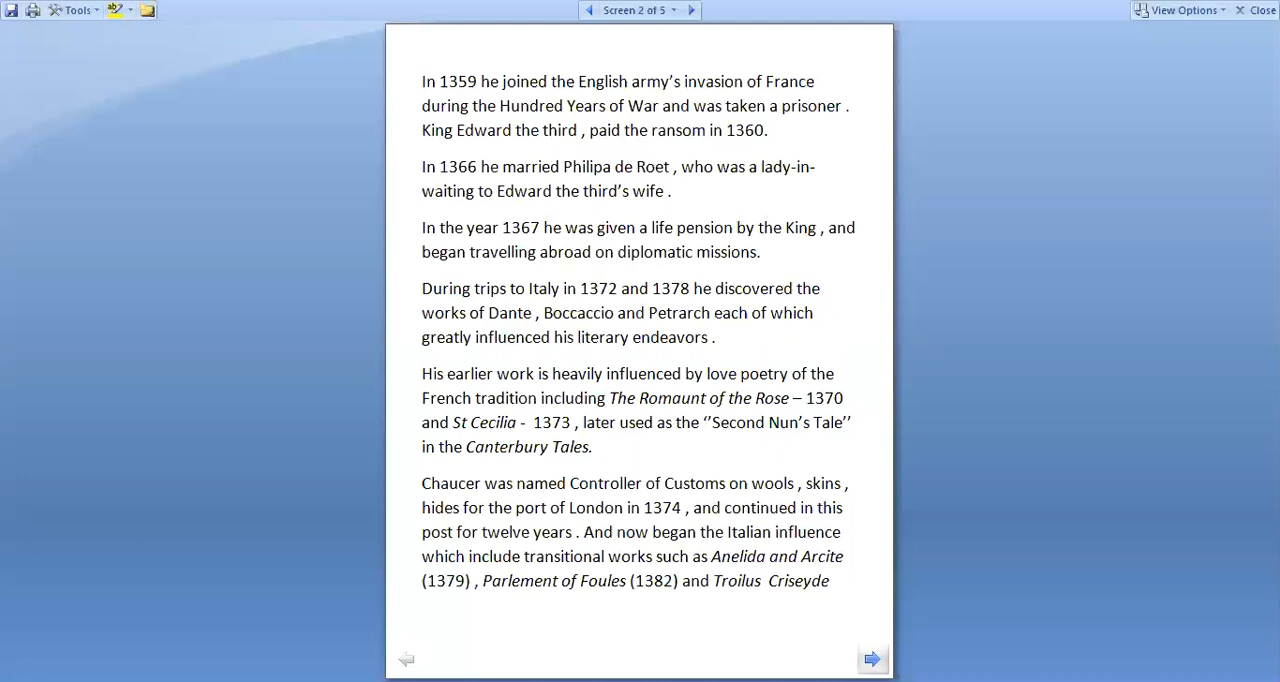 Tools
ab
Screen 2 of 5
View Options
Close
In 1359 he joined the English army’s invasion of France
during the Hundred Years of War and was taken a prisoner .
King Edward the third , paid the ransom in 1360.
In 1366 he married Philipa de Roet , who was a lady-in-
waiting to Edward the third’s wife .
In the year 1367 he was given a life pension by the King , and
began travelling abroad on diplomatic missions.
During trips to Italy in 1372 and 1378 he discovered the
works of Dante , Boccaccio and Petrarch each of which
greatly influenced his literary endeavors .
His earlier work is heavily influenced by love poetry of the
French tradition including The Romaunt of the Rose – 1370
and St Cecilia - 1373 , later used as the ‘’Second Nun’s Tale’’
in the Canterbury Tales.
Chaucer was named Controller of Customs on wools , skins ,
hides for the port of London in 1374 , and continued in this
post for twelve years . And now began the Italian influence
which include transitional works such as Anelida and Arcite
(1379) , Parlement of Foules (1382) and Troilus Criseyde